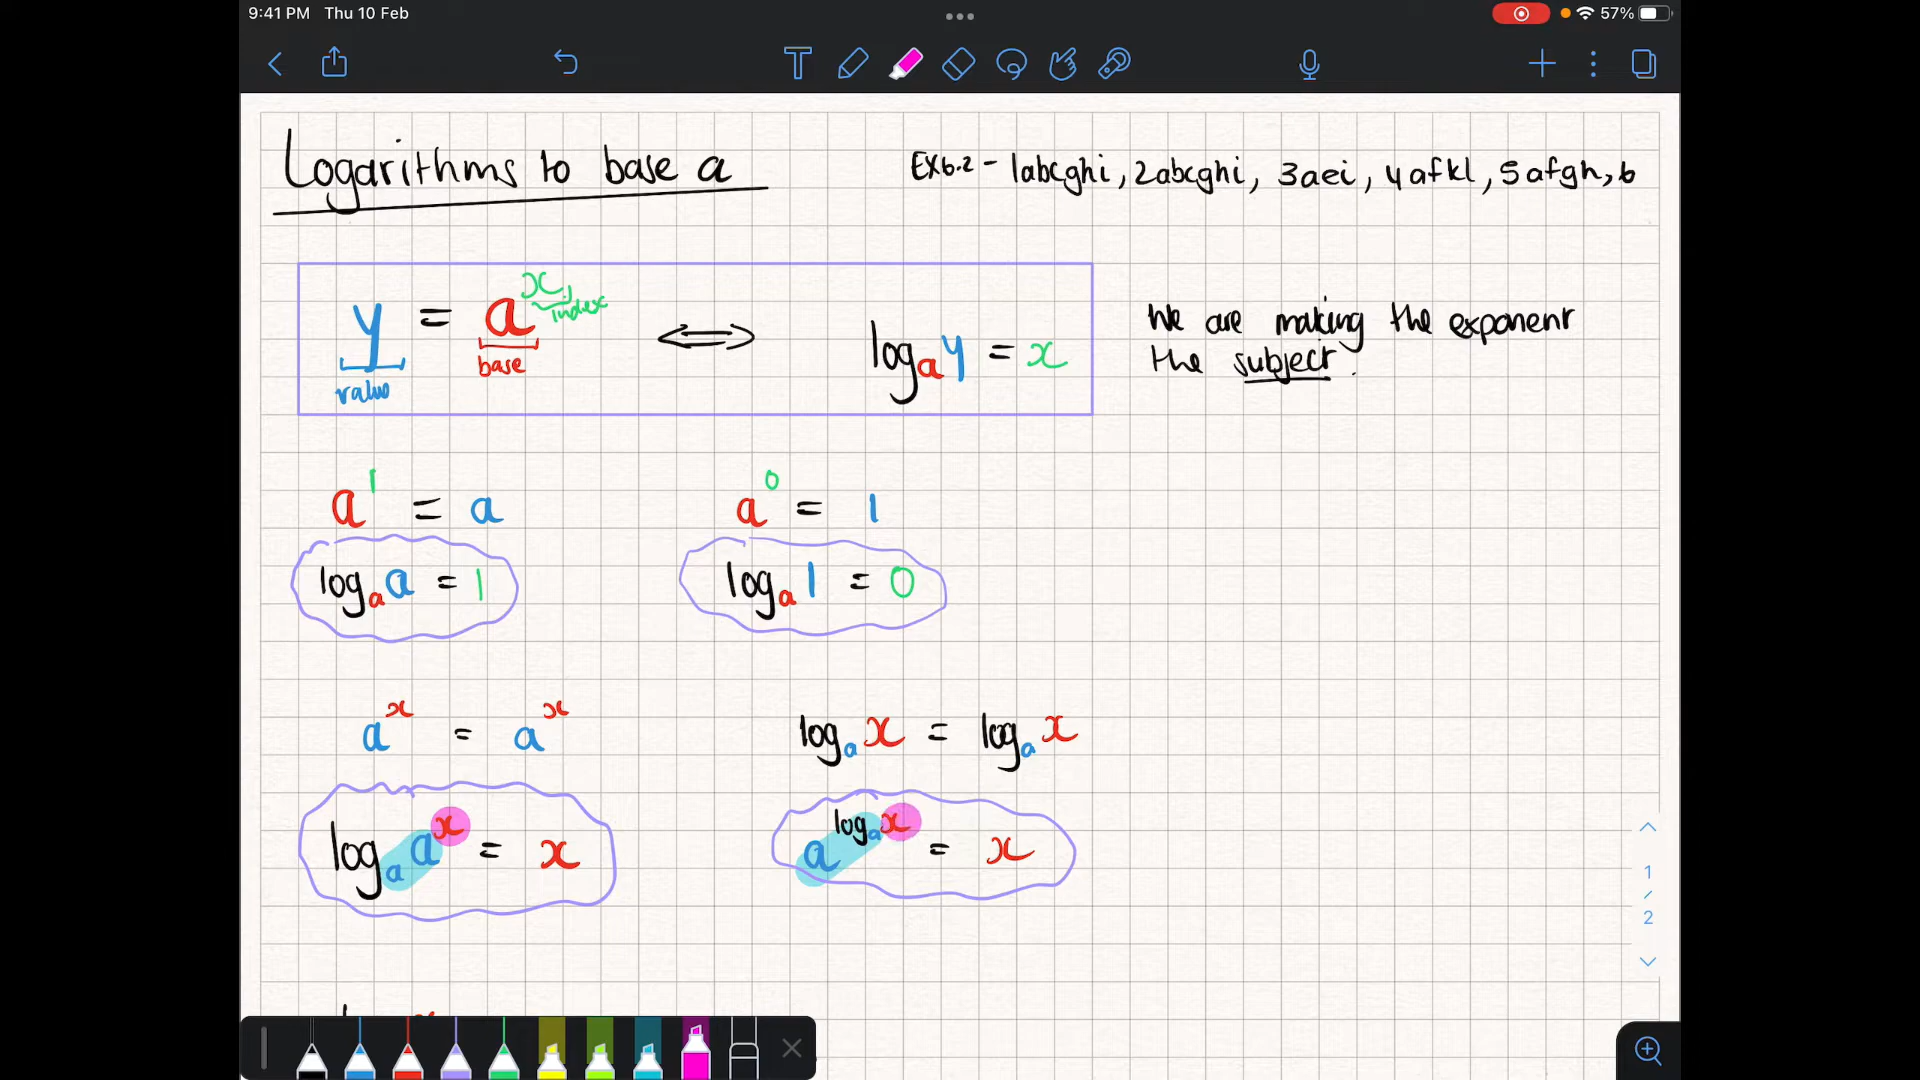 9:41 PM Thu 10 Feb 57%
Logarithms to base a
EX6.2 - 1abcghi, 2abcghi, 3aei, 4afkl, 5afgh, 6
y = a^x ⟺ log_a y = x
value base index
We are making the exponent
the subject.
a^1 = a
log_a a = 1
a^0 = 1
log_a 1 = 0
a^x = a^x
log_a a^x = x
log_a x = log_a x
a^(log_a x) = x
1
/
2